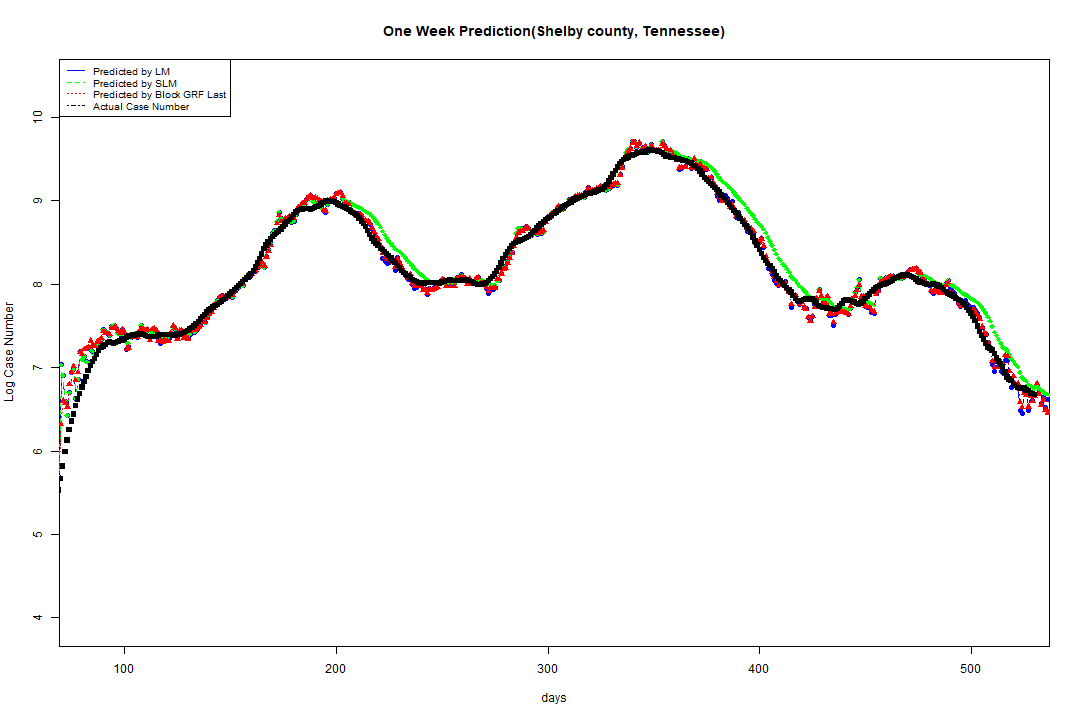 One Week Prediction(Shelby county, Tennessee)
Predicted by LM
Predicted by SLM
Predicted by Block GRF Last
Actual Case Number
10
9
8
7
6
5
4
Log Case Number
100 200 300 400 500
days